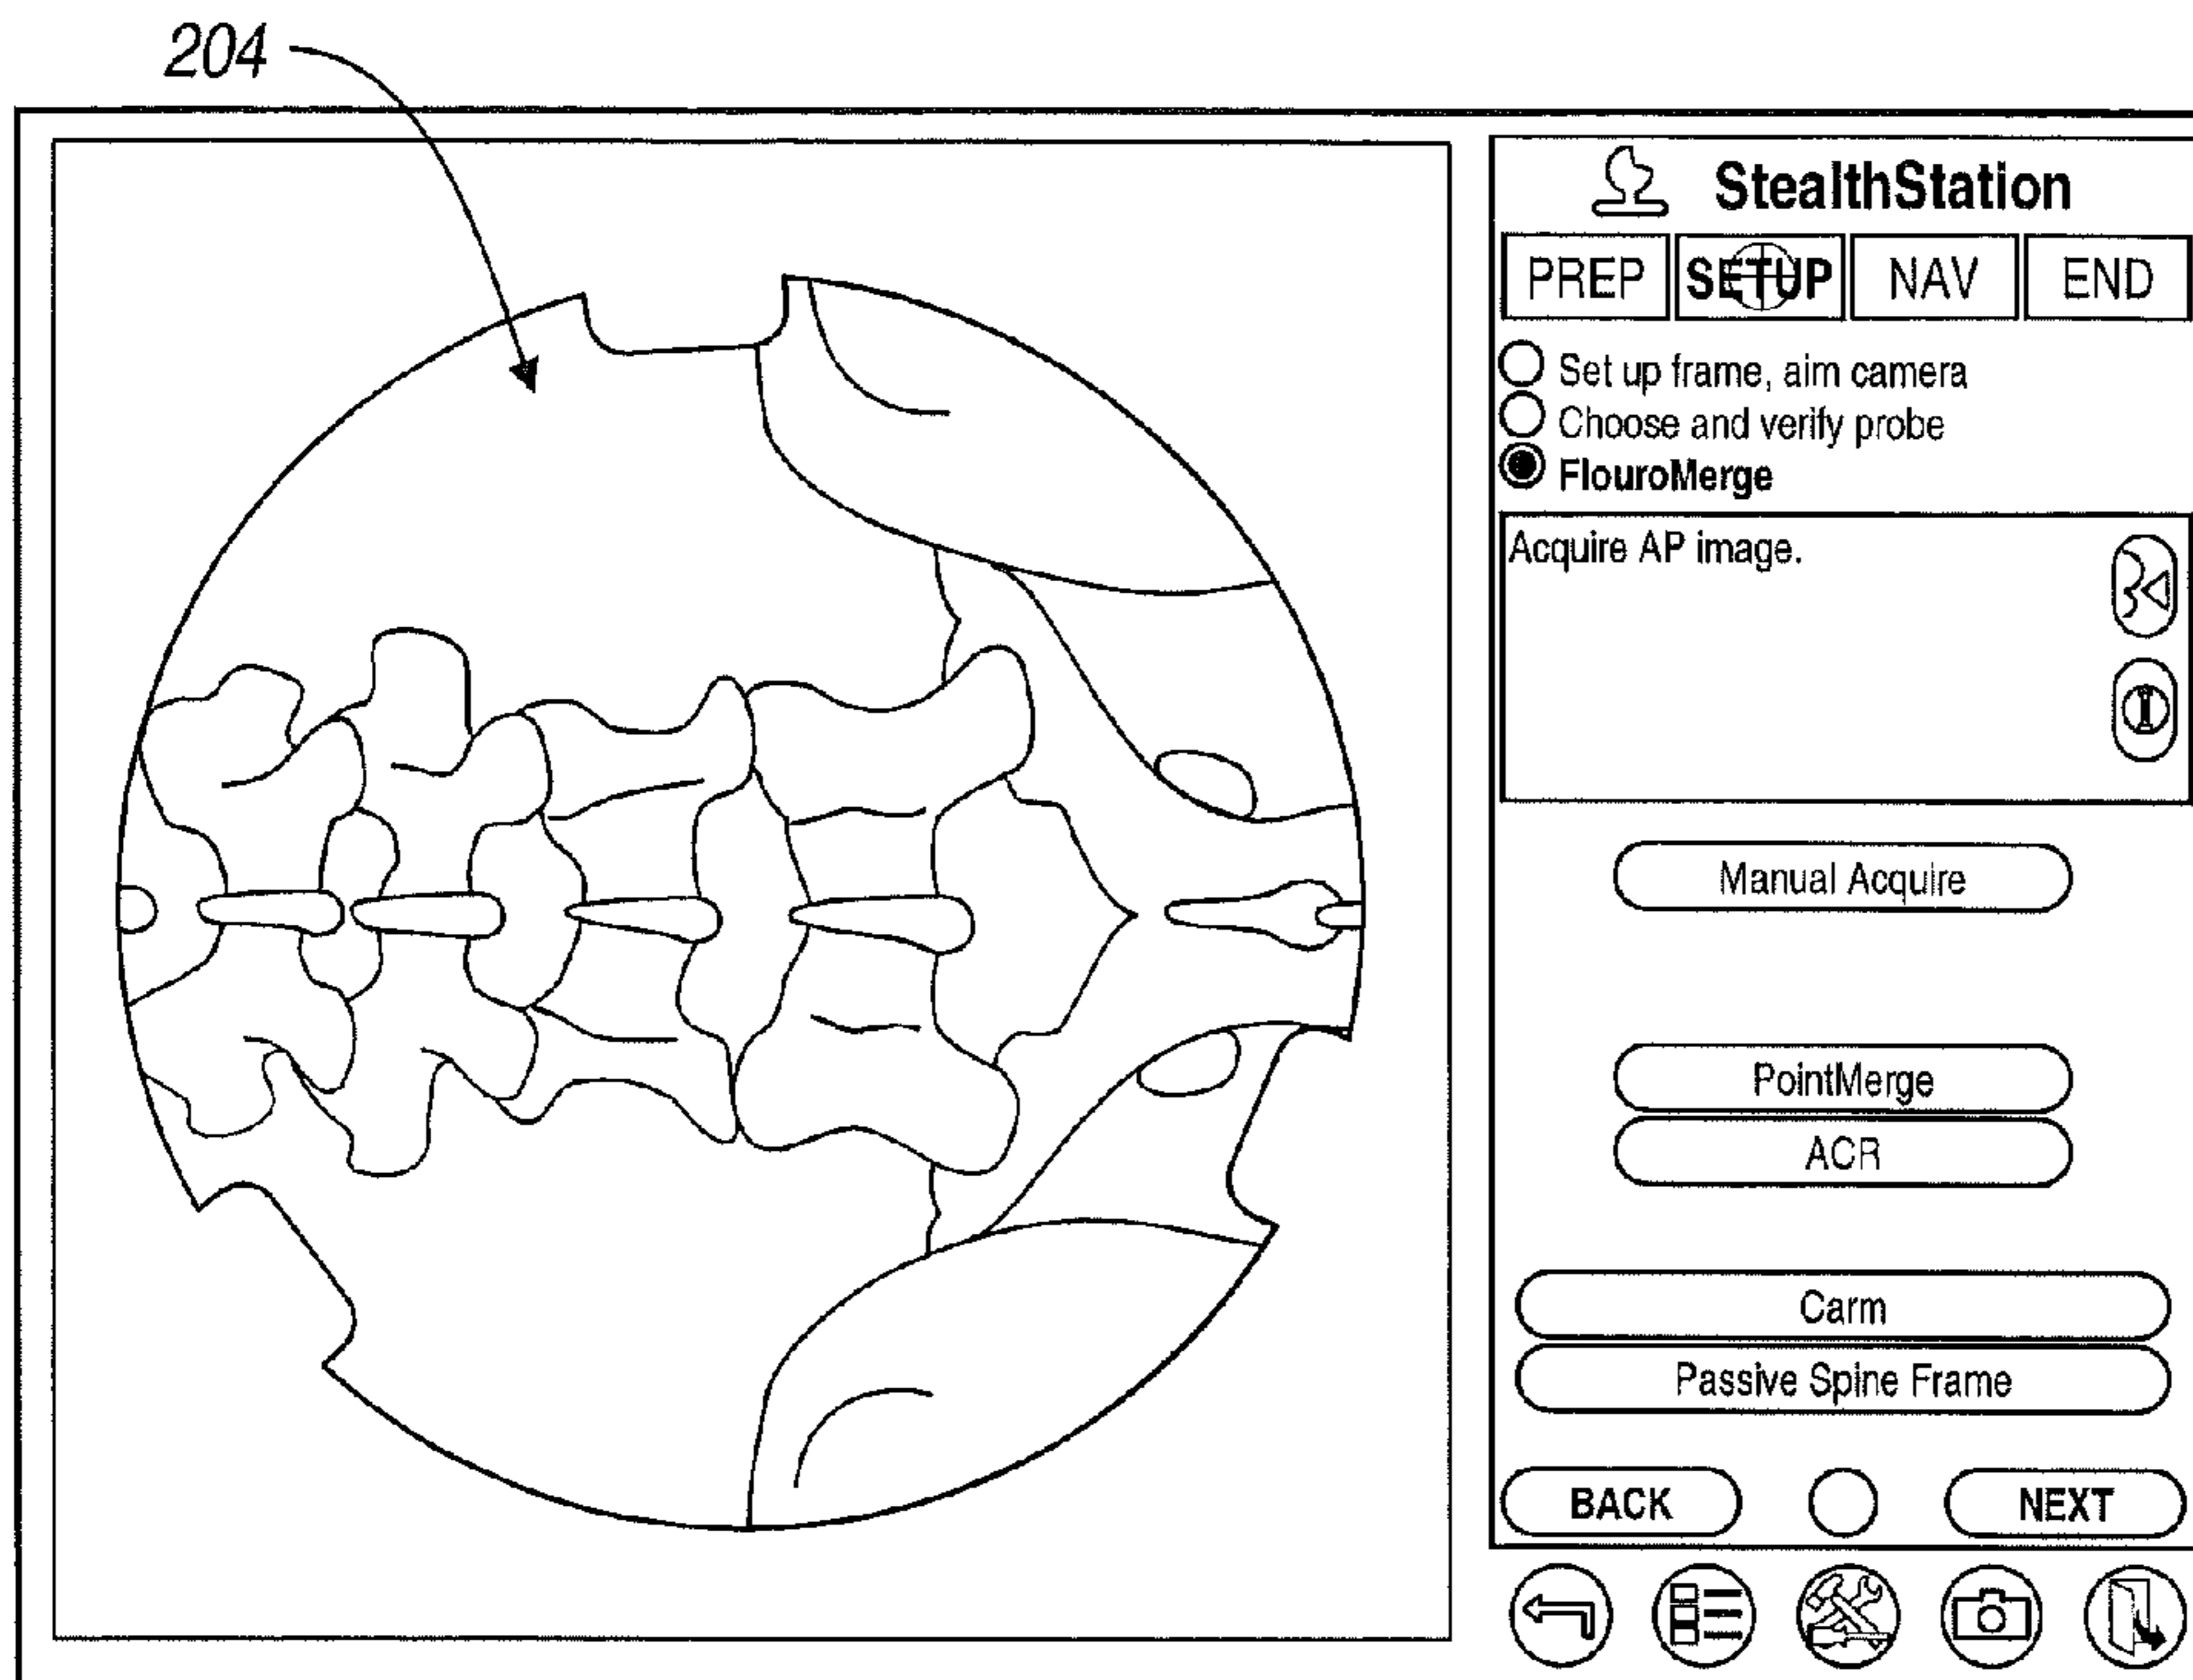 204
StealthStation
PREP SETUP NAV END
Set up frame, aim camera
Choose and verify probe
FlouroMerge
Acquire AP image.
Manual Acquire
PointMerge
ACR
Carm
Passive Spine Frame
BACK NEXT